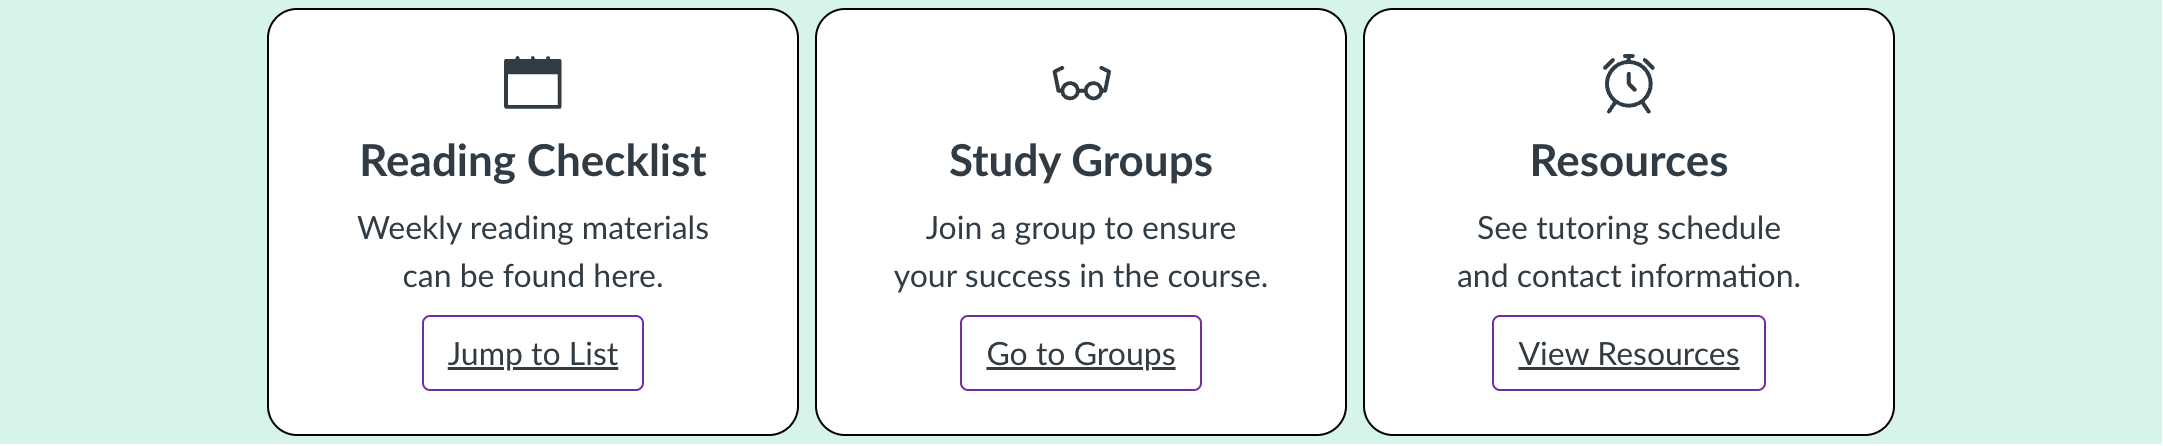 Reading Checklist
Weekly reading materials
can be found here.
Jump to List
Study Groups
Join a group to ensure
your success in the course.
Go to Groups
Resources
See tutoring schedule
and contact information.
View Resources